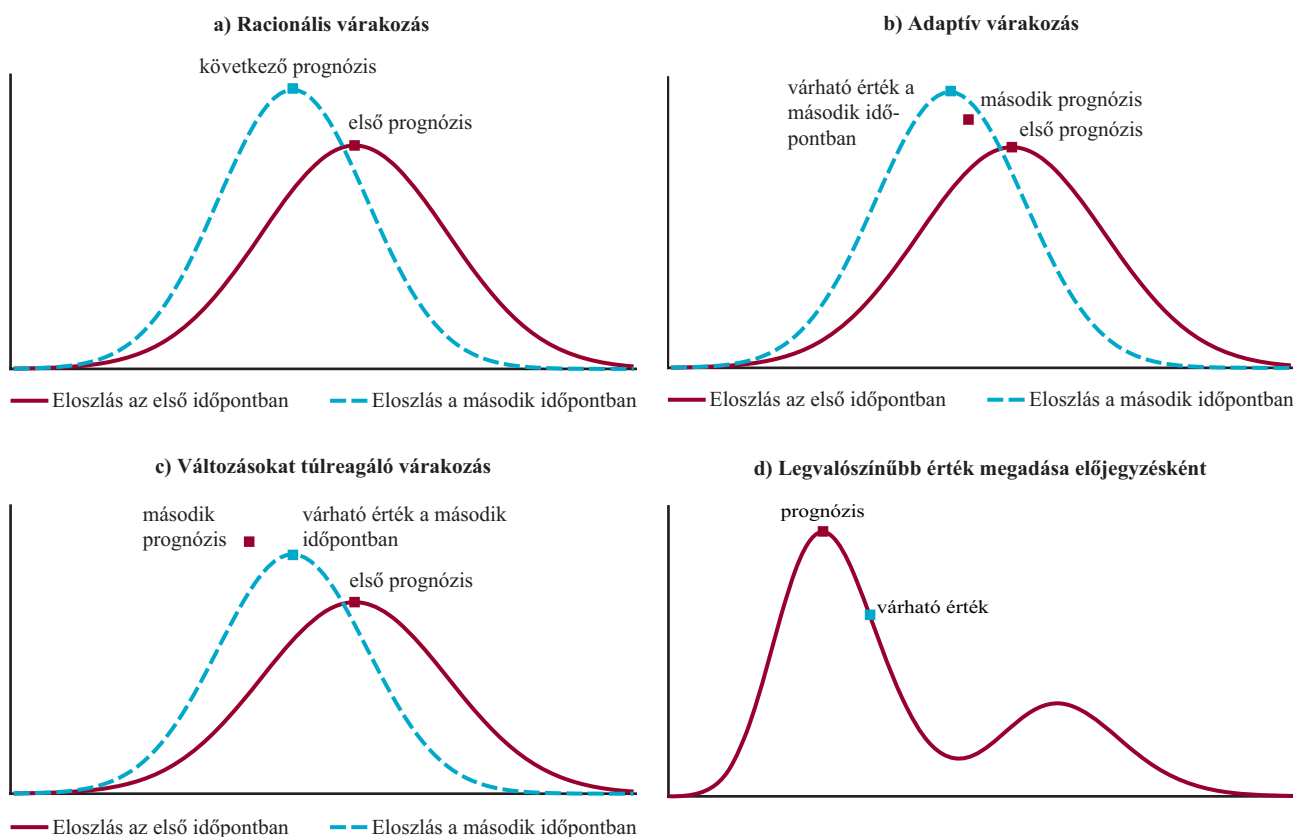 a) Racionális várakozás
következő prognózis
első prognózis
Eloszlás az első időpontban
Eloszlás a második időpontban
b) Adaptív várakozás
várható érték a
második idő-
pontban
második prognózis
első prognózis
Eloszlás az első időpontban
Eloszlás a második időpontban
c) Változásokat túlreagáló várakozás
második
prognózis
várható érték a második
időpontban
első prognózis
Eloszlás az első időpontban
Eloszlás a második időpontban
d) Legvalószínűbb érték megadása előjegyzésként
prognózis
várható érték